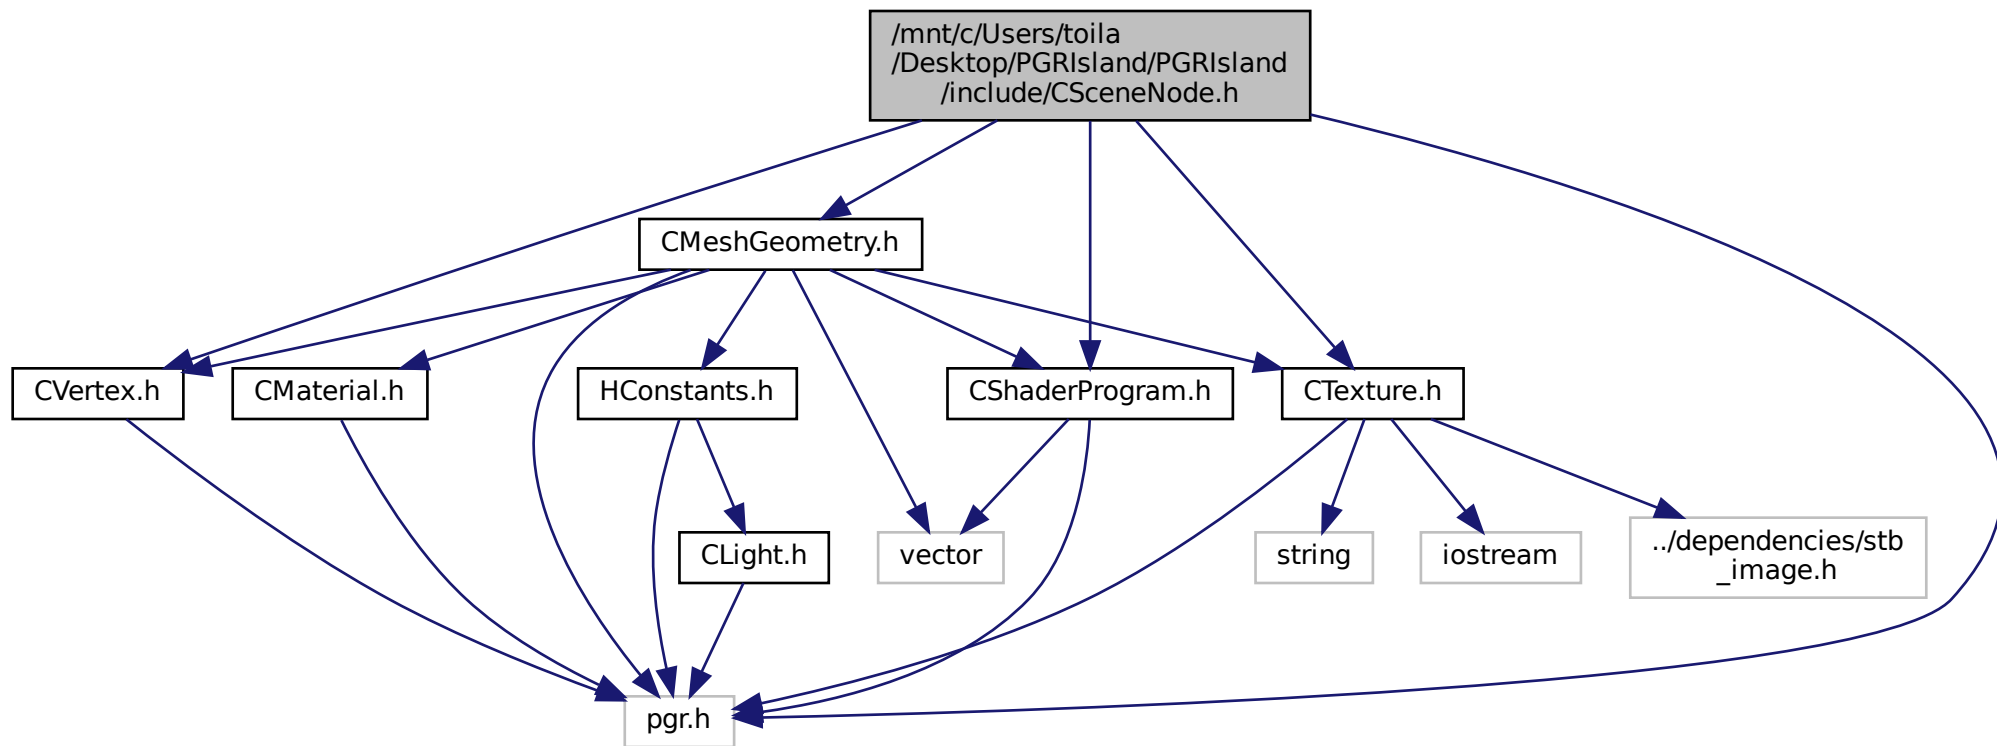 /mnt/c/Users/toila
/Desktop/PGRIsland/PGRIsland
/include/CSceneNode.h
CMeshGeometry.h
CVertex.h
CMaterial.h
HConstants.h
CShaderProgram.h
CTexture.h
CLight.h
vector
string
iostream
../dependencies/stb
_image.h
pgr.h